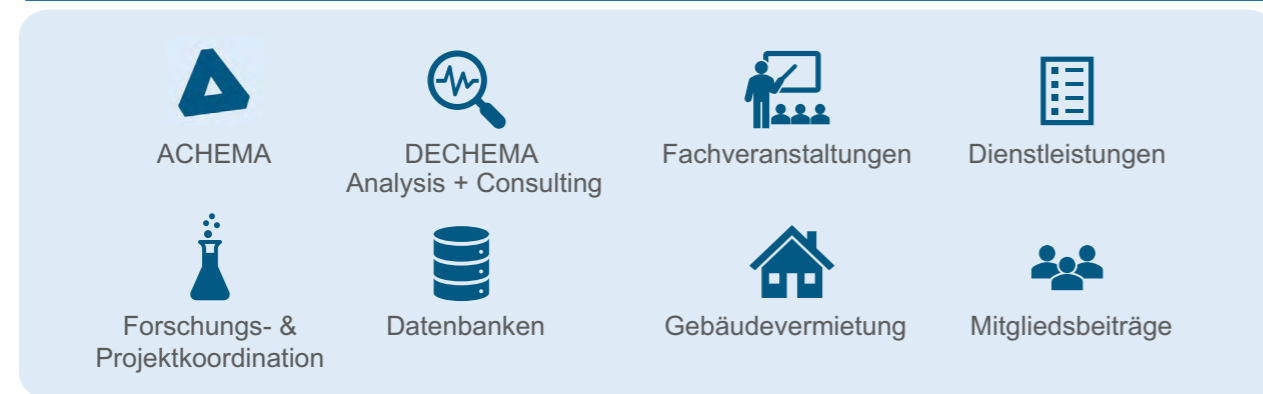 ACHEMA
DECHEMA
Analysis + Consulting
Fachveranstaltungen
Dienstleistungen
Forschungs- &
Projektkoordination
Datenbanken
Gebäudevermietung
Mitgliedsbeiträge